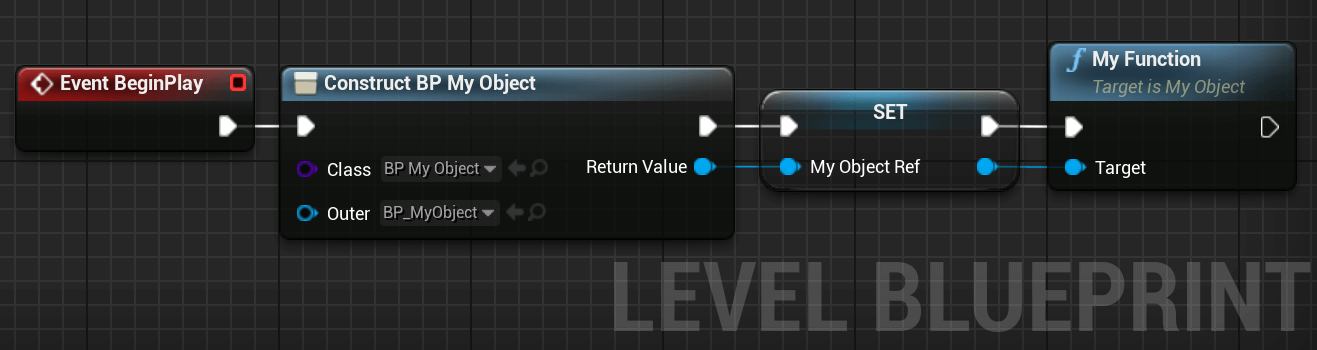 Event BeginPlay
Construct BP My Object
Class BP My Object
Return Value
Outer BP_MyObject
SET
My Object Ref
f My Function
Target is My Object
Target
LEVEL BLUEPRINT